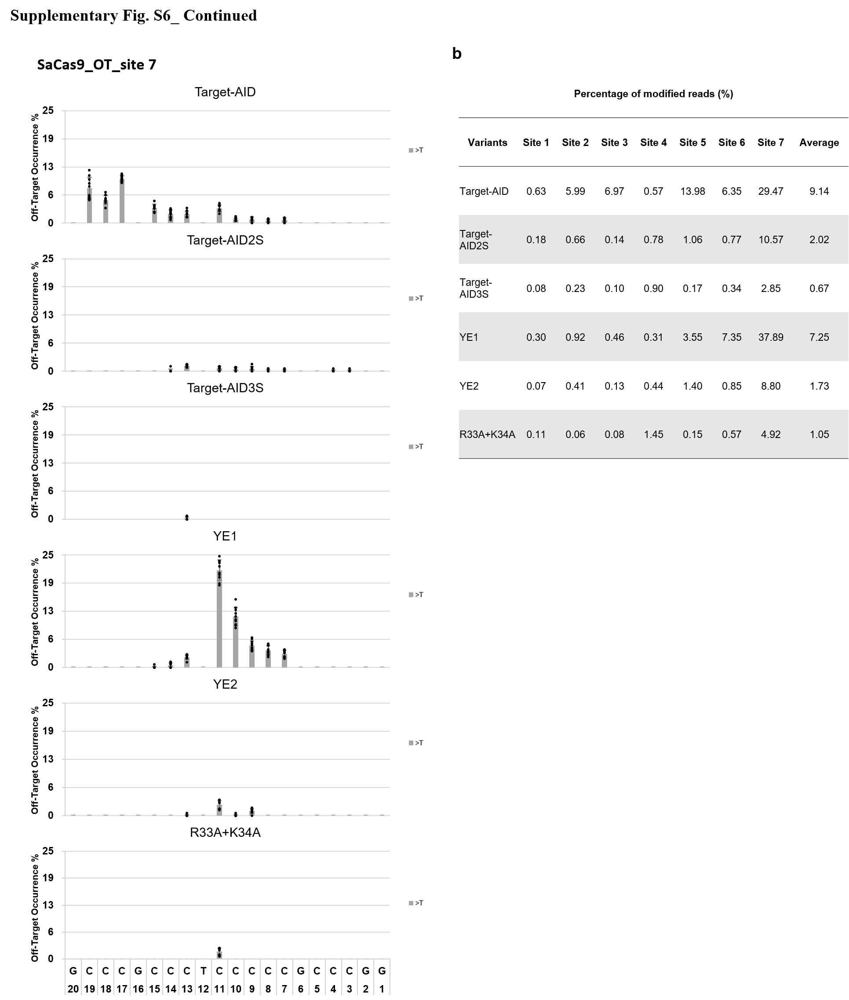 Supplementary Fig. S6_ Continued
SaCas9_OT_site 7
Target-AID
Off-Target Occurrence %
25
19
13
6
0
>T
Target-AID2S
Off-Target Occurrence %
25
19
13
6
0
>T
Target-AID3S
Off-Target Occurrence %
25
19
13
6
0
>T
YE1
Off-Target Occurrence %
25
19
13
6
0
>T
YE2
Off-Target Occurrence %
25
19
13
6
0
>T
R33A+K34A
Off-Target Occurrence %
25
19
13
6
0
>T
G C C C G C C C T C C C C C G C C C G G
20 19 18 17 16 15 14 13 12 11 10 9 8 7 6 5 4 3 2 1
b
Percentage of modified reads (%)
Variants Site 1 Site 2 Site 3 Site 4 Site 5 Site 6 Site 7 Average
Target-AID 0.63 5.99 6.97 0.57 13.98 6.35 29.47 9.14
Target-
AID2S 0.18 0.66 0.14 0.78 1.06 0.77 10.57 2.02
Target-
AID3S 0.08 0.23 0.10 0.90 0.17 0.34 2.85 0.67
YE1 0.30 0.92 0.46 0.31 3.55 7.35 37.89 7.25
YE2 0.07 0.41 0.13 0.44 1.40 0.85 8.80 1.73
R33A+K34A 0.11 0.06 0.08 1.45 0.15 0.57 4.92 1.05